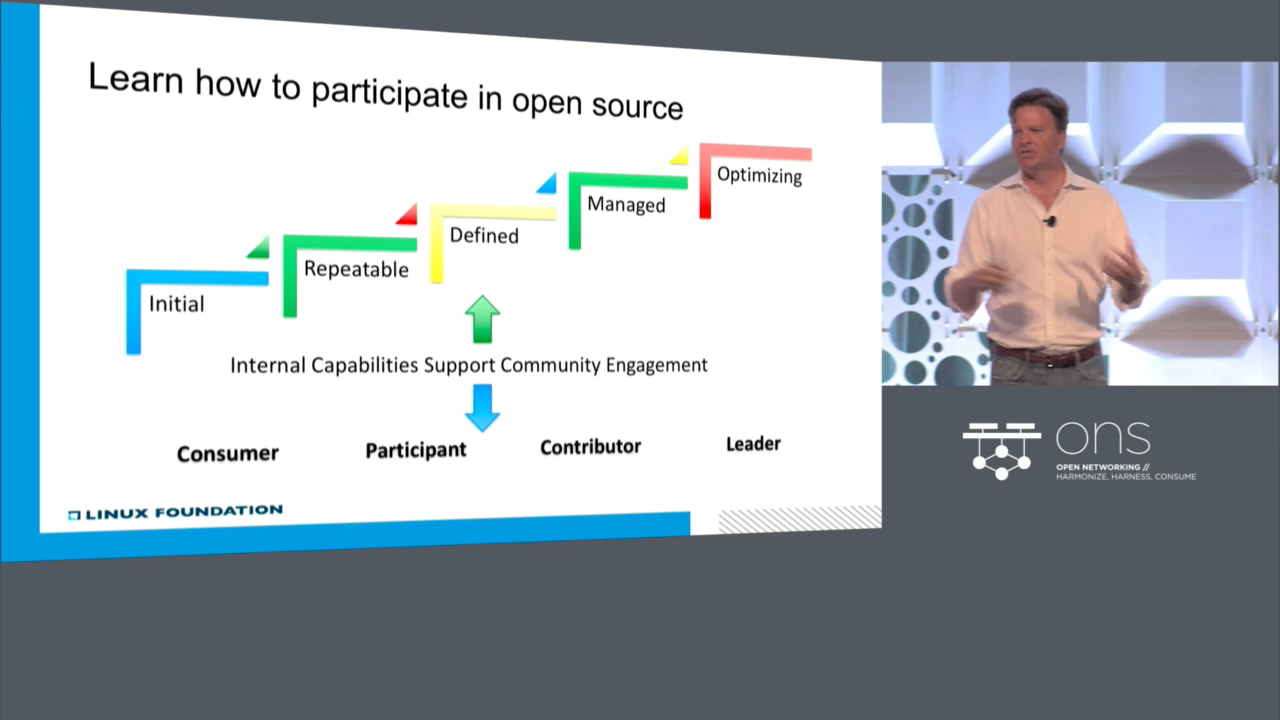 Learn how to participate in open source
Optimizing
Managed
Defined
Repeatable
Initial
Internal Capabilities Support Community Engagement
Consumer
Participant
Contributor
Leader
LINUX FOUNDATION
ons
OPEN NETWORKING //
HARMONIZE, HARNESS, CONSUME